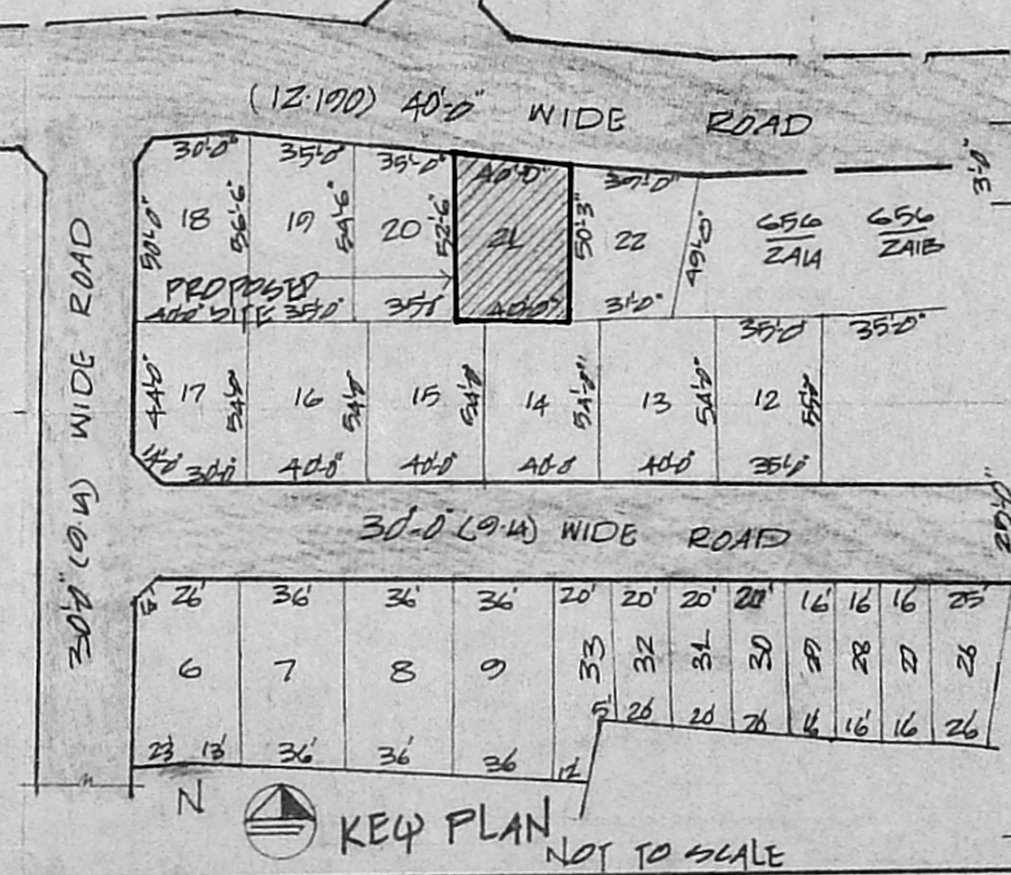 (12.190) 40'-0" WIDE ROAD
3'-0"
30'-0" 35'-0" 35'-0" 40'-0" 37'-0"
50'-0" 18 56'-6" 19 54'-6" 20 52'-6" 21 50'-3" 22 49'-0" 656/2A1A 656/2A1B
PROPOSED
SITE
40'-0" 35'-0" 35'-0" 40'-0" 31'-0" 35'-0" 35'-0"
44'-0" 17 54'-0" 16 54'-0" 15 54'-0" 14 54'-0" 13 54'-0" 12
30'-0" 40'-0" 40'-0" 40'-0" 40'-0" 35'-0"
30'-0" (9.14) WIDE ROAD
30'-0" (9.14) WIDE ROAD
26' 36' 36' 36' 20' 20' 20' 20' 16' 16' 16 25'
6 7 8 9 33 32 31 30 29 28 27 26
23' 13' 36' 36' 36 12' 5' 20' 20' 20' 16' 16' 16 26'
N
KEY PLAN
NOT TO SCALE